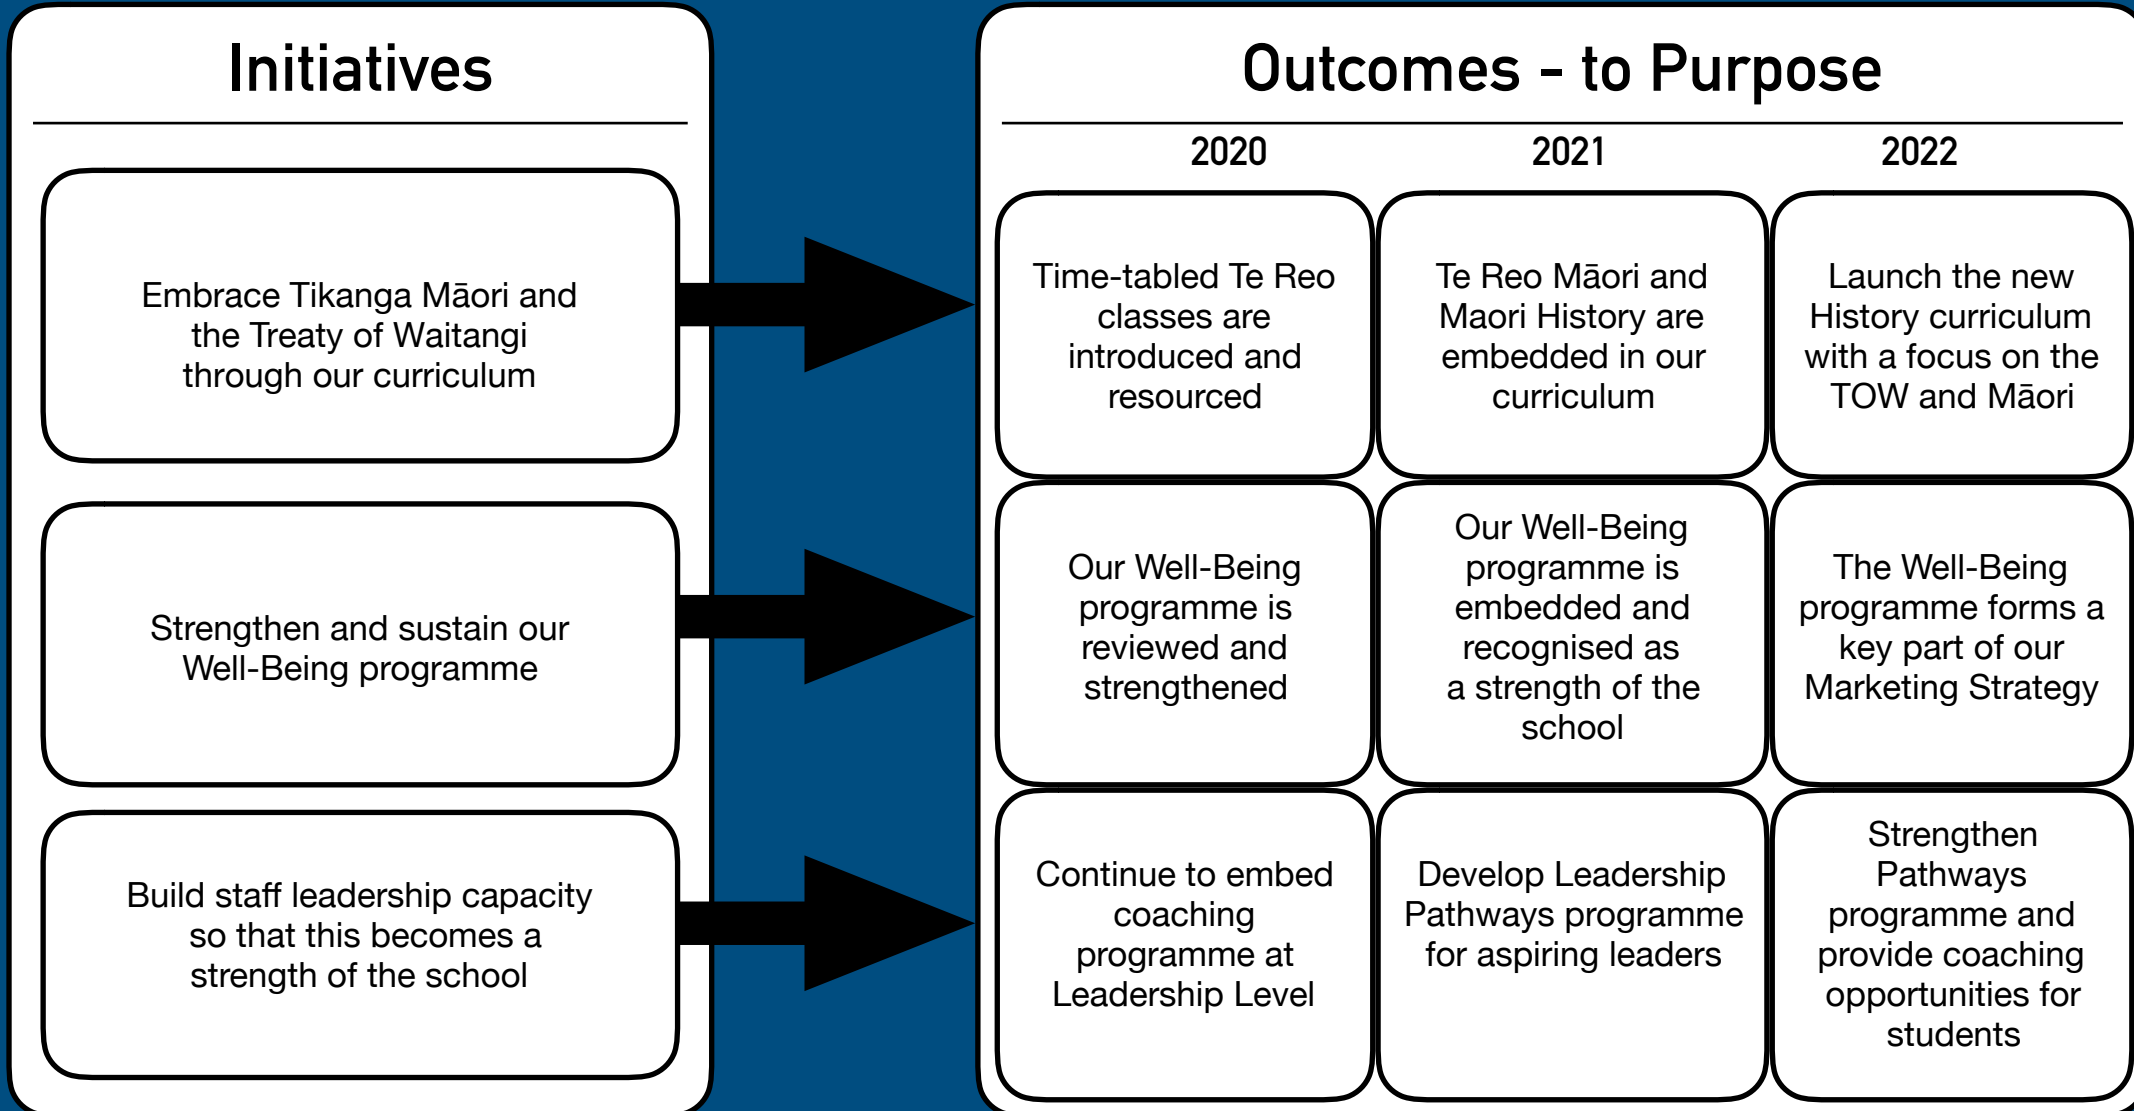 Initiatives
Embrace Tikanga Māori and
the Treaty of Waitangi
through our curriculum
Strengthen and sustain our
Well-Being programme
Build staff leadership capacity
so that this becomes a
strength of the school
Outcomes - to Purpose
2020
2021
2022
Time-tabled Te Reo
classes are
introduced and
resourced
Te Reo Māori and
Maori History are
embedded in our
curriculum
Launch the new
History curriculum
with a focus on the
TOW and Māori
Our Well-Being
programme is
reviewed and
strengthened
Our Well-Being
programme is
embedded and
recognised as
a strength of the
school
The Well-Being
programme forms a
key part of our
Marketing Strategy
Continue to embed
coaching
programme at
Leadership Level
Develop Leadership
Pathways programme
for aspiring leaders
Strengthen
Pathways
programme and
provide coaching
opportunities for
students